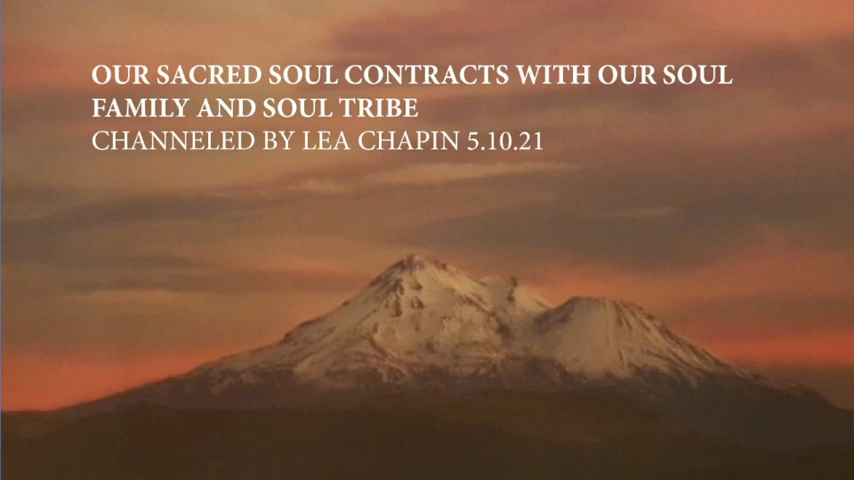 OUR SACRED SOUL CONTRACTS WITH OUR SOUL
FAMILY AND SOUL TRIBE
CHANNELED BY LEA CHAPIN 5.10.21